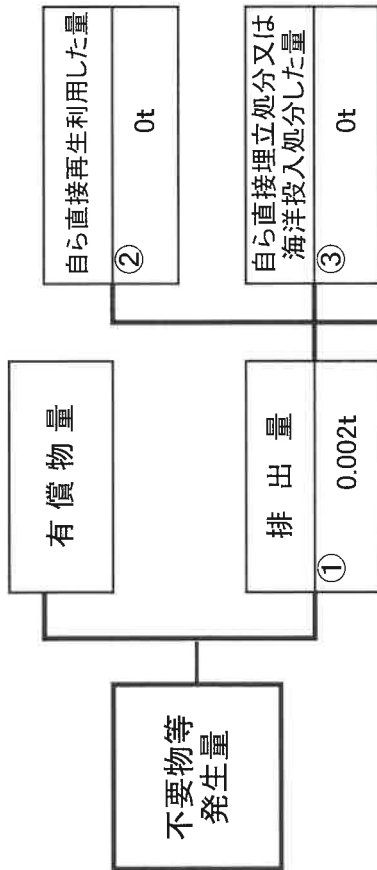 不要物等
発生量
有償物量
排出量
①
0.002t
自ら直接再生利用した量
②
0t
自ら直接埋立処分又は
海洋投入処分した量
③
0t